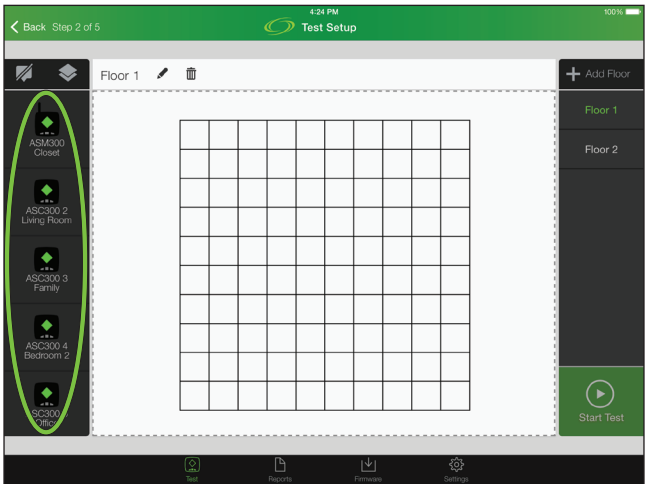 4:24 PM
100%
Back Step 2 of 5
Test Setup
Floor 1
Add Floor
ASM300
Closet
ASC300 2
Living Room
ASC300 3
Family
ASC300 4
Bedroom 2
Office
Floor 1
Floor 2
Start Test
Test
Reports
Firmware
Settings